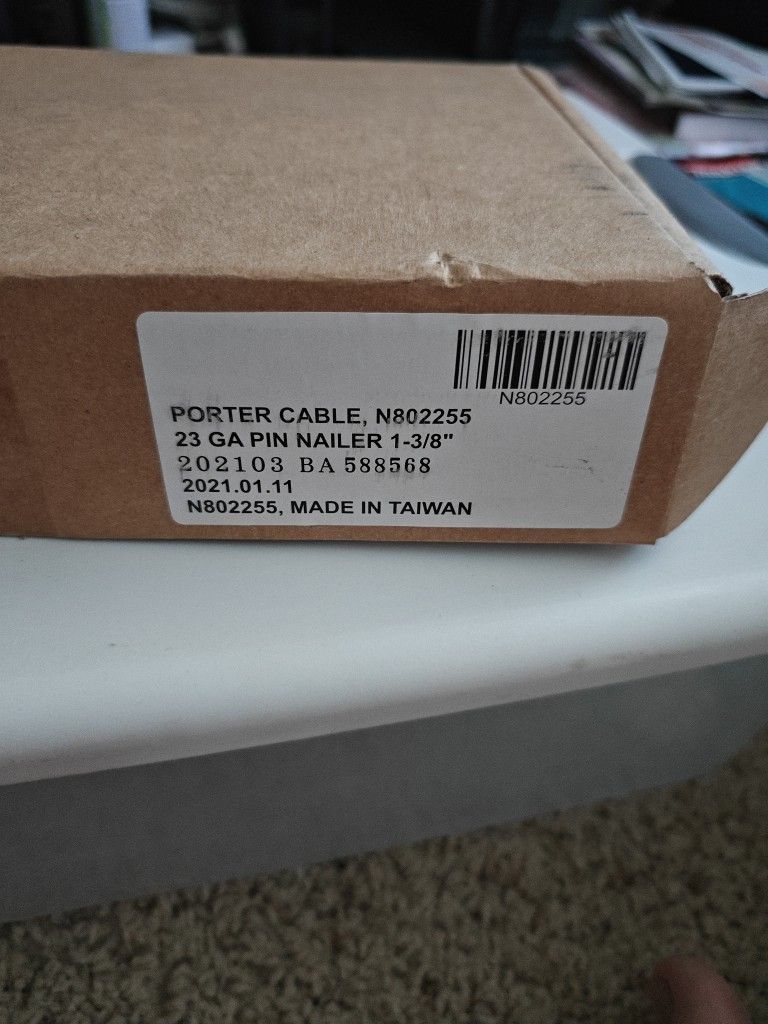 N802255
PORTER CABLE, N802255
23 GA PIN NAILER 1-3/8"
202103 BA 588568
2021.01.11
N802255, MADE IN TAIWAN